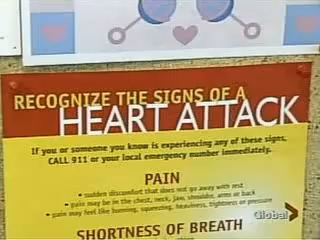 RECOGNIZE THE SIGNS OF A
HEART ATTACK
If you or someone you know is experiencing any of these signs,
CALL 911 or your local emergency number immediately.
PAIN
• sudden discomfort that does not go away with rest
• pain may be in the chest, neck, jaw, shoulder, arms or back
• pain may feel like burning, squeezing, heaviness, tightness or pressure
Global
SHORTNESS OF BREATH